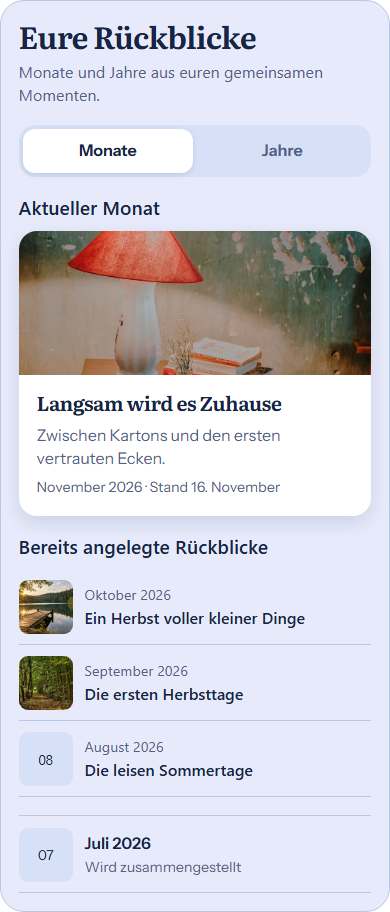 Eure Rückblicke
Monate und Jahre aus euren gemeinsamen
Momenten.
Monate
Jahre
Aktueller Monat
Langsam wird es Zuhause
Zwischen Kartons und den ersten
vertrauten Ecken.
November 2026 · Stand 16. November
Bereits angelegte Rückblicke
Oktober 2026
Ein Herbst voller kleiner Dinge
September 2026
Die ersten Herbsttage
08
August 2026
Die leisen Sommertage
07
Juli 2026
Wird zusammengestellt